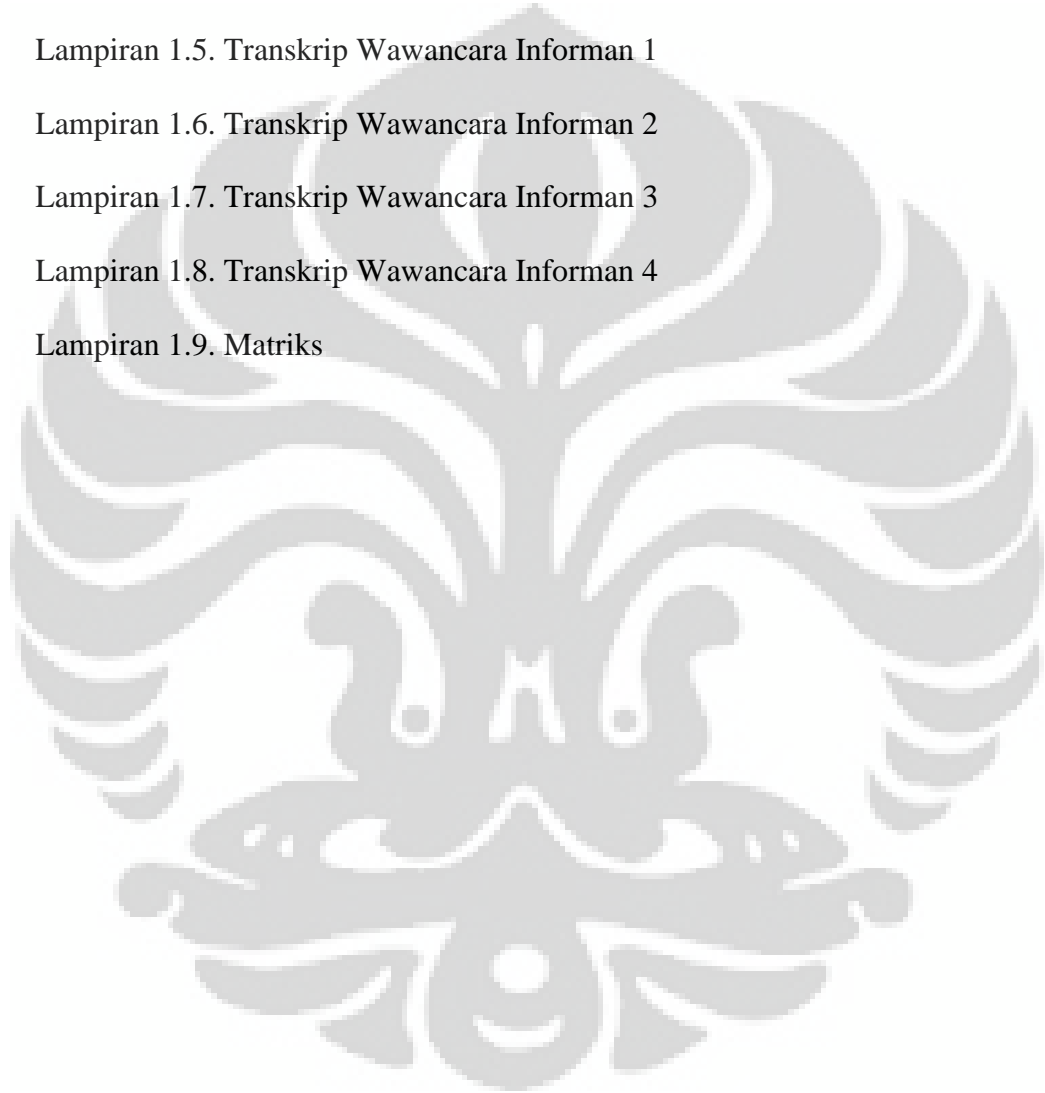 Lampiran 1.5. Transkrip Wawancara Informan 1
Lampiran 1.6. Transkrip Wawancara Informan 2
Lampiran 1.7. Transkrip Wawancara Informan 3
Lampiran 1.8. Transkrip Wawancara Informan 4
Lampiran 1.9. Matriks